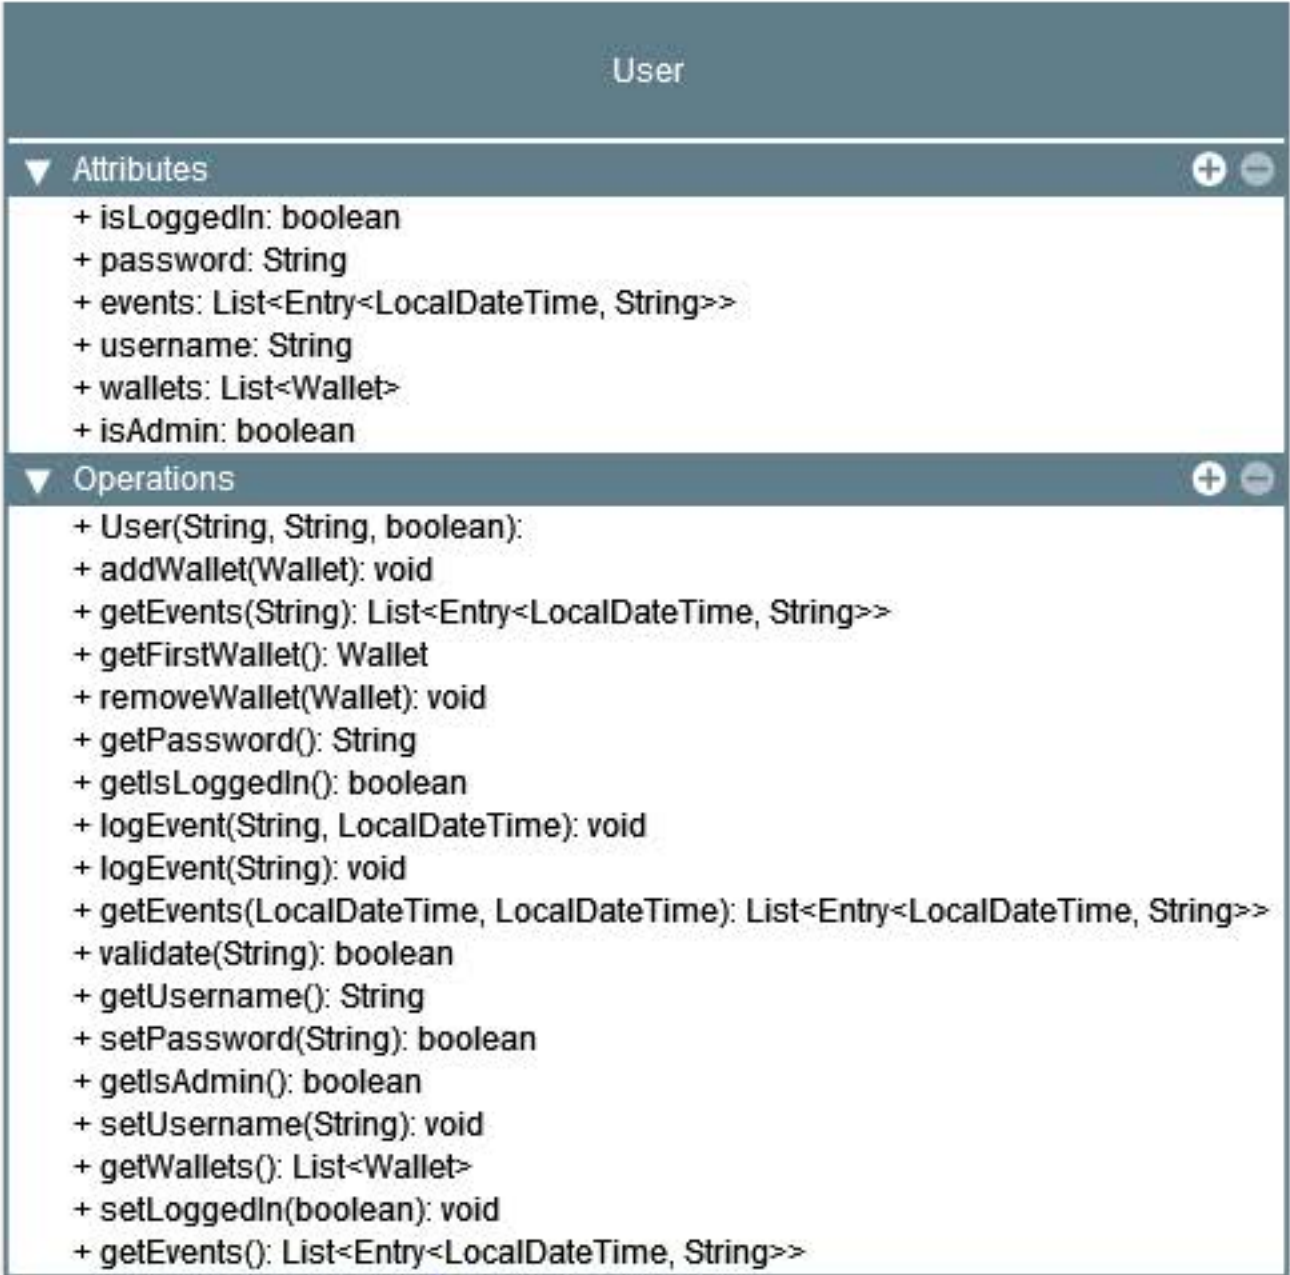 User
Attributes
+ isLoggedIn: boolean
+ password: String
+ events: List<Entry<LocalDateTime, String>>
+ username: String
+ wallets: List<Wallet>
+ isAdmin: boolean
Operations
+ User(String, String, boolean):
+ addWallet(Wallet): void
+ getEvents(String): List<Entry<LocalDateTime, String>>
+ getFirstWallet(): Wallet
+ removeWallet(Wallet): void
+ getPassword(): String
+ getIsLoggedIn(): boolean
+ logEvent(String, LocalDateTime): void
+ logEvent(String): void
+ getEvents(LocalDateTime, LocalDateTime): List<Entry<LocalDateTime, String>>
+ validate(String): boolean
+ getUsername(): String
+ setPassword(String): boolean
+ getIsAdmin(): boolean
+ setUsername(String): void
+ getWallets(): List<Wallet>
+ setLoggedIn(boolean): void
+ getEvents(): List<Entry<LocalDateTime, String>>